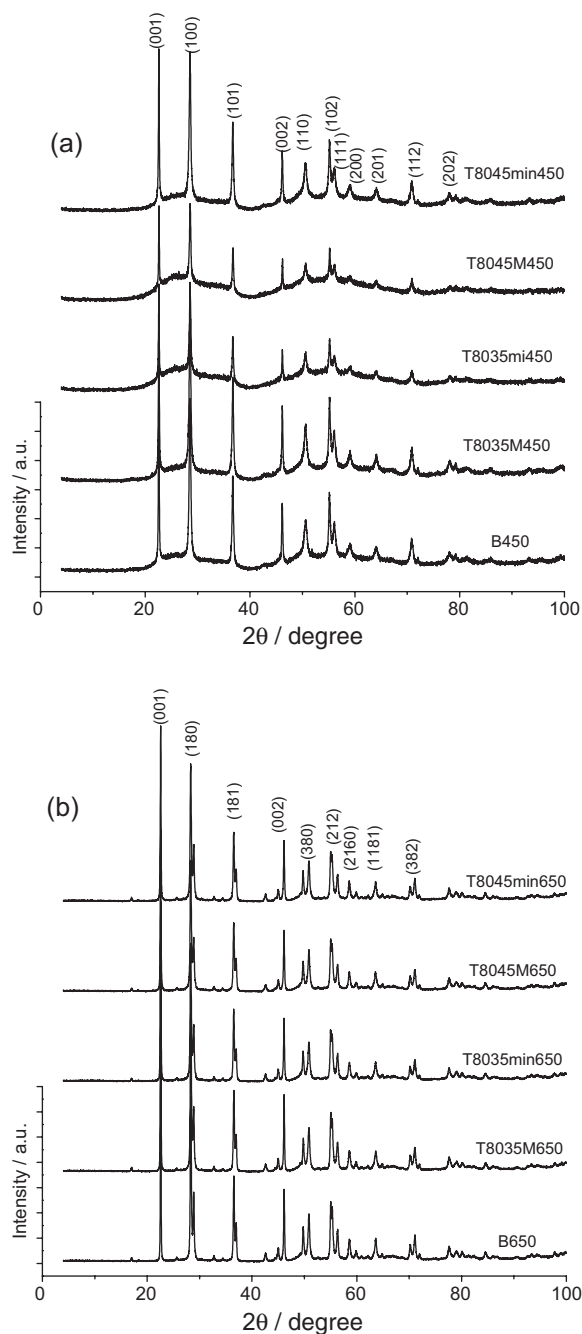 (a)
(001)
(100)
(101)
(002)
(110)
(102)
(111)
(200)
(201)
(112)
(202)
T8045min450
T8045M450
T8035mi450
T8035M450
B450
Intensity / a.u.
0 20 40 60 80 100
2θ / degree
(b)
(001)
(180)
(181)
(002)
(380)
(212)
(2160)
(1181)
(382)
T8045min650
T8045M650
T8035min650
T8035M650
B650
Intensity / a.u.
0 20 40 60 80 100
2θ / degree